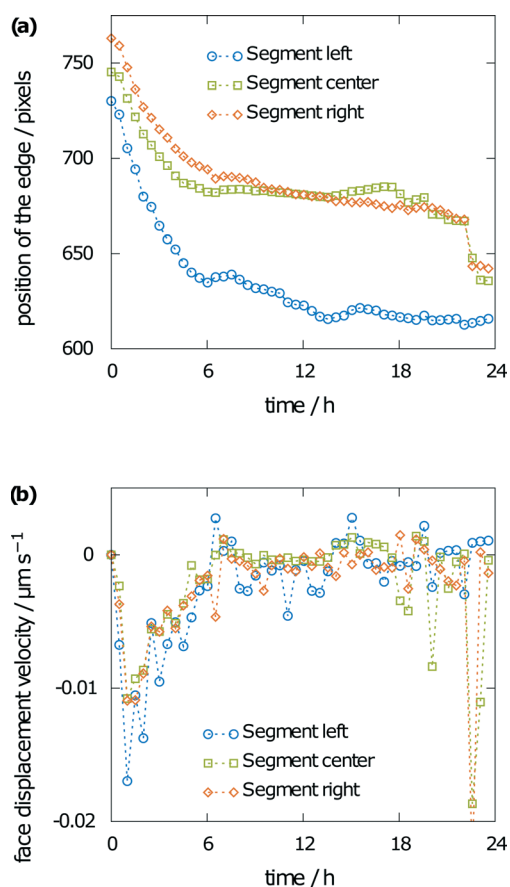 (a)
750
700
650
600
position of the edge / pixels
Segment left
Segment center
Segment right
0 6 12 18 24
time / h
(b)
0
-0.01
-0.02
face displacement velocity / μm s⁻¹
Segment left
Segment center
Segment right
0 6 12 18 24
time / h